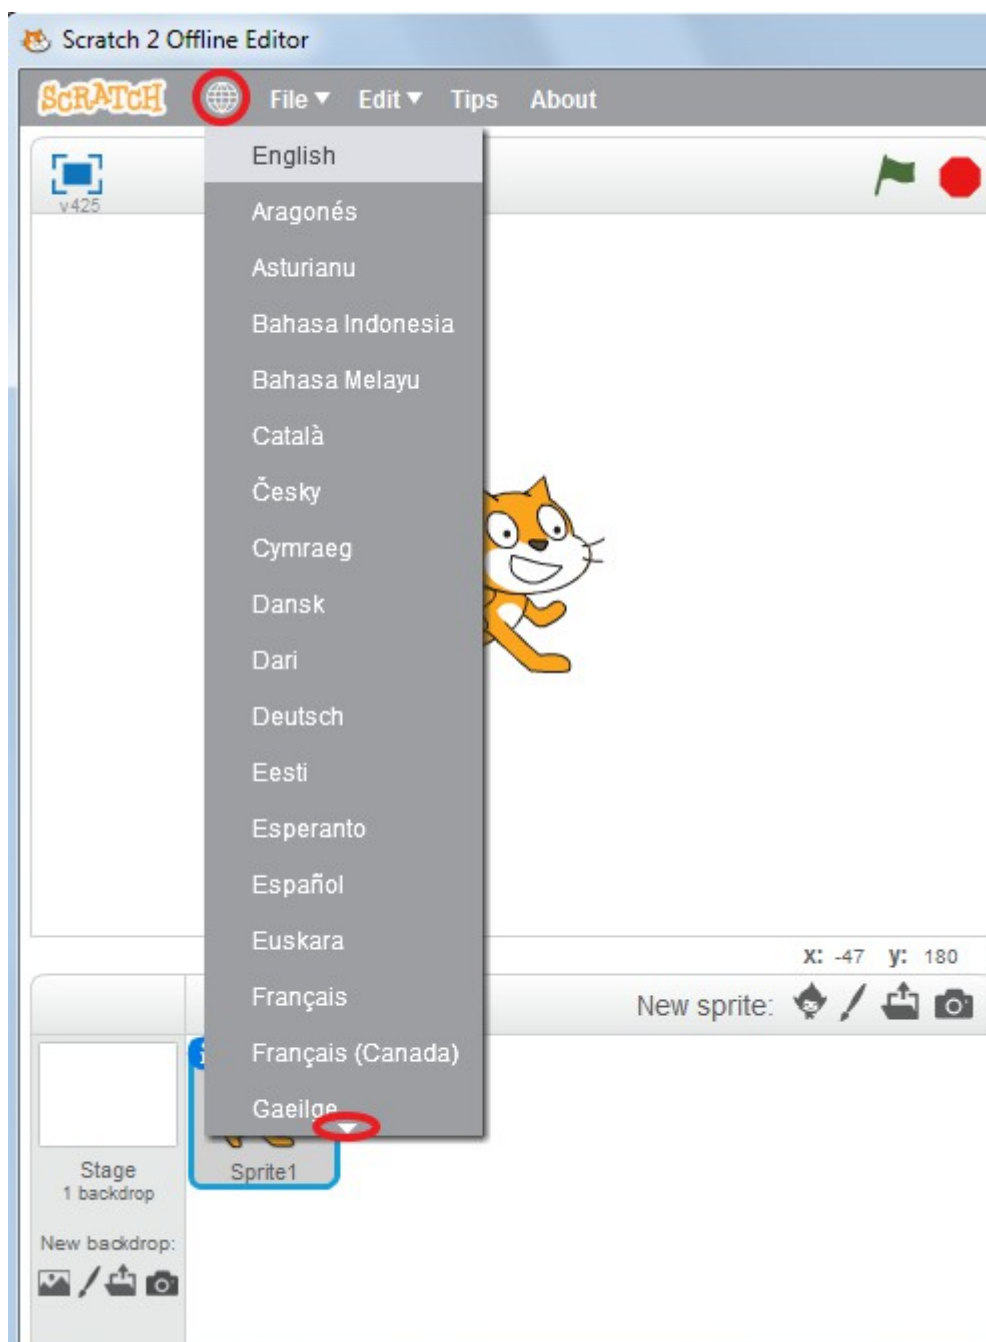 Scratch 2 Offline Editor
SCRATCH File Edit Tips About
v425
English
Aragonés
Asturianu
Bahasa Indonesia
Bahasa Melayu
Català
Česky
Cymraeg
Dansk
Dari
Deutsch
Eesti
Esperanto
Español
Euskara
Français
Français (Canada)
Gaeilge
x: -47 y: 180
New sprite:
Stage
1 backdrop
New backdrop:
Sprite1